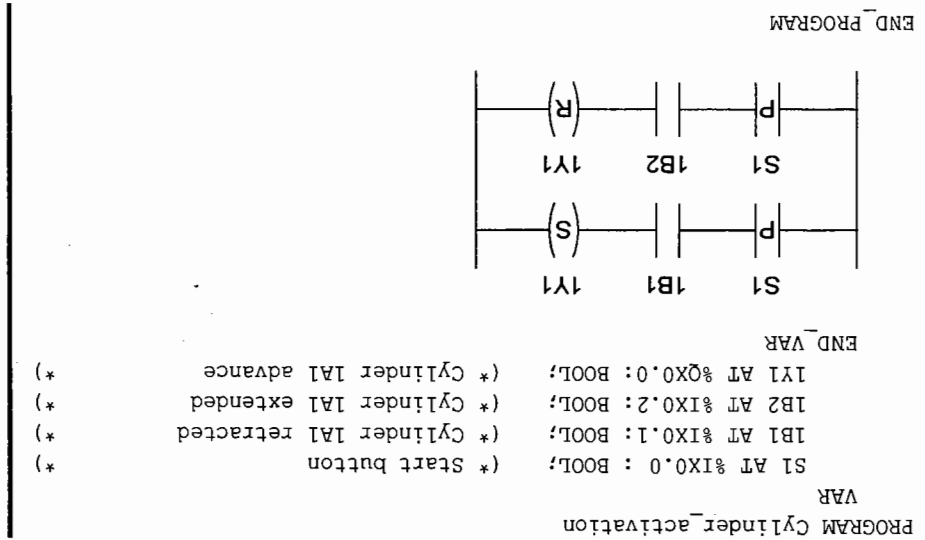 PROGRAM Cylinder_activation
VAR
S1 AT %IX0.0 : BOOL; (* Start button *)
1B1 AT %IX0.1: BOOL; (* Cylinder 1A1 retracted *)
1B2 AT %IX0.2: BOOL; (* Cylinder 1A1 extended *)
1Y1 AT %QX0.0: BOOL; (* Cylinder 1A1 advance *)
END_VAR
S1 1B1 1Y1
P S
S1 1B2 1Y1
P R
END_PROGRAM